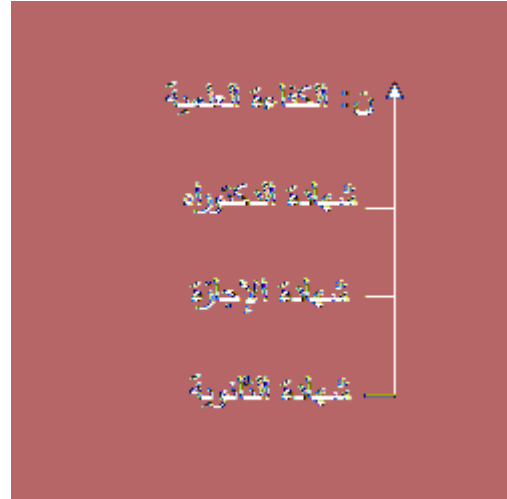 ن: الكفاءة العلمية
شهادة الدكتوراه
شهادة الإجازة
شهادة الثانوية